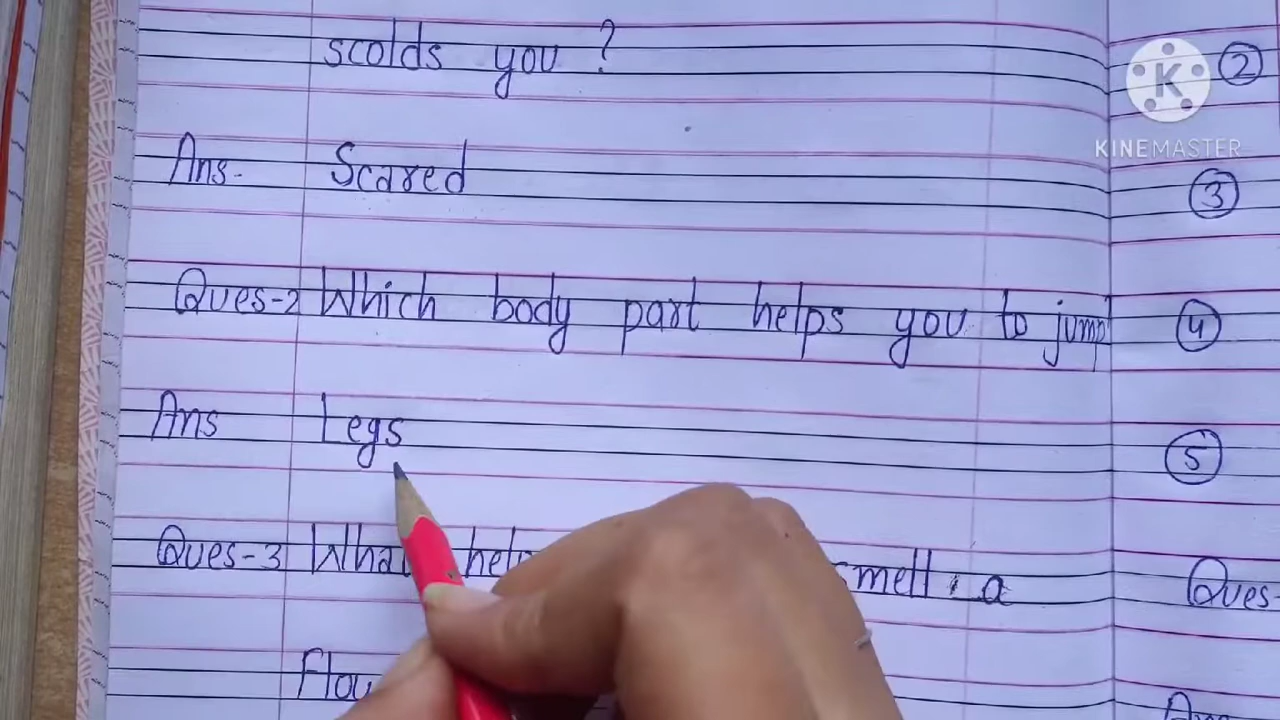 scolds you ?
Ans- Scared
Ques-2 Which body part helps you to jump
Ans Legs
Ques-3 smell a
②
③
④
⑤
Ques-
KINEMASTER